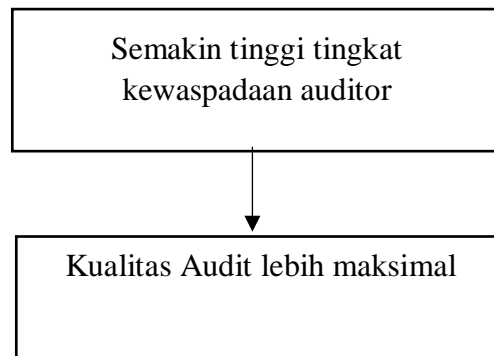 Semakin tinggi tingkat
kewaspadaan auditor
Kualitas Audit lebih maksimal